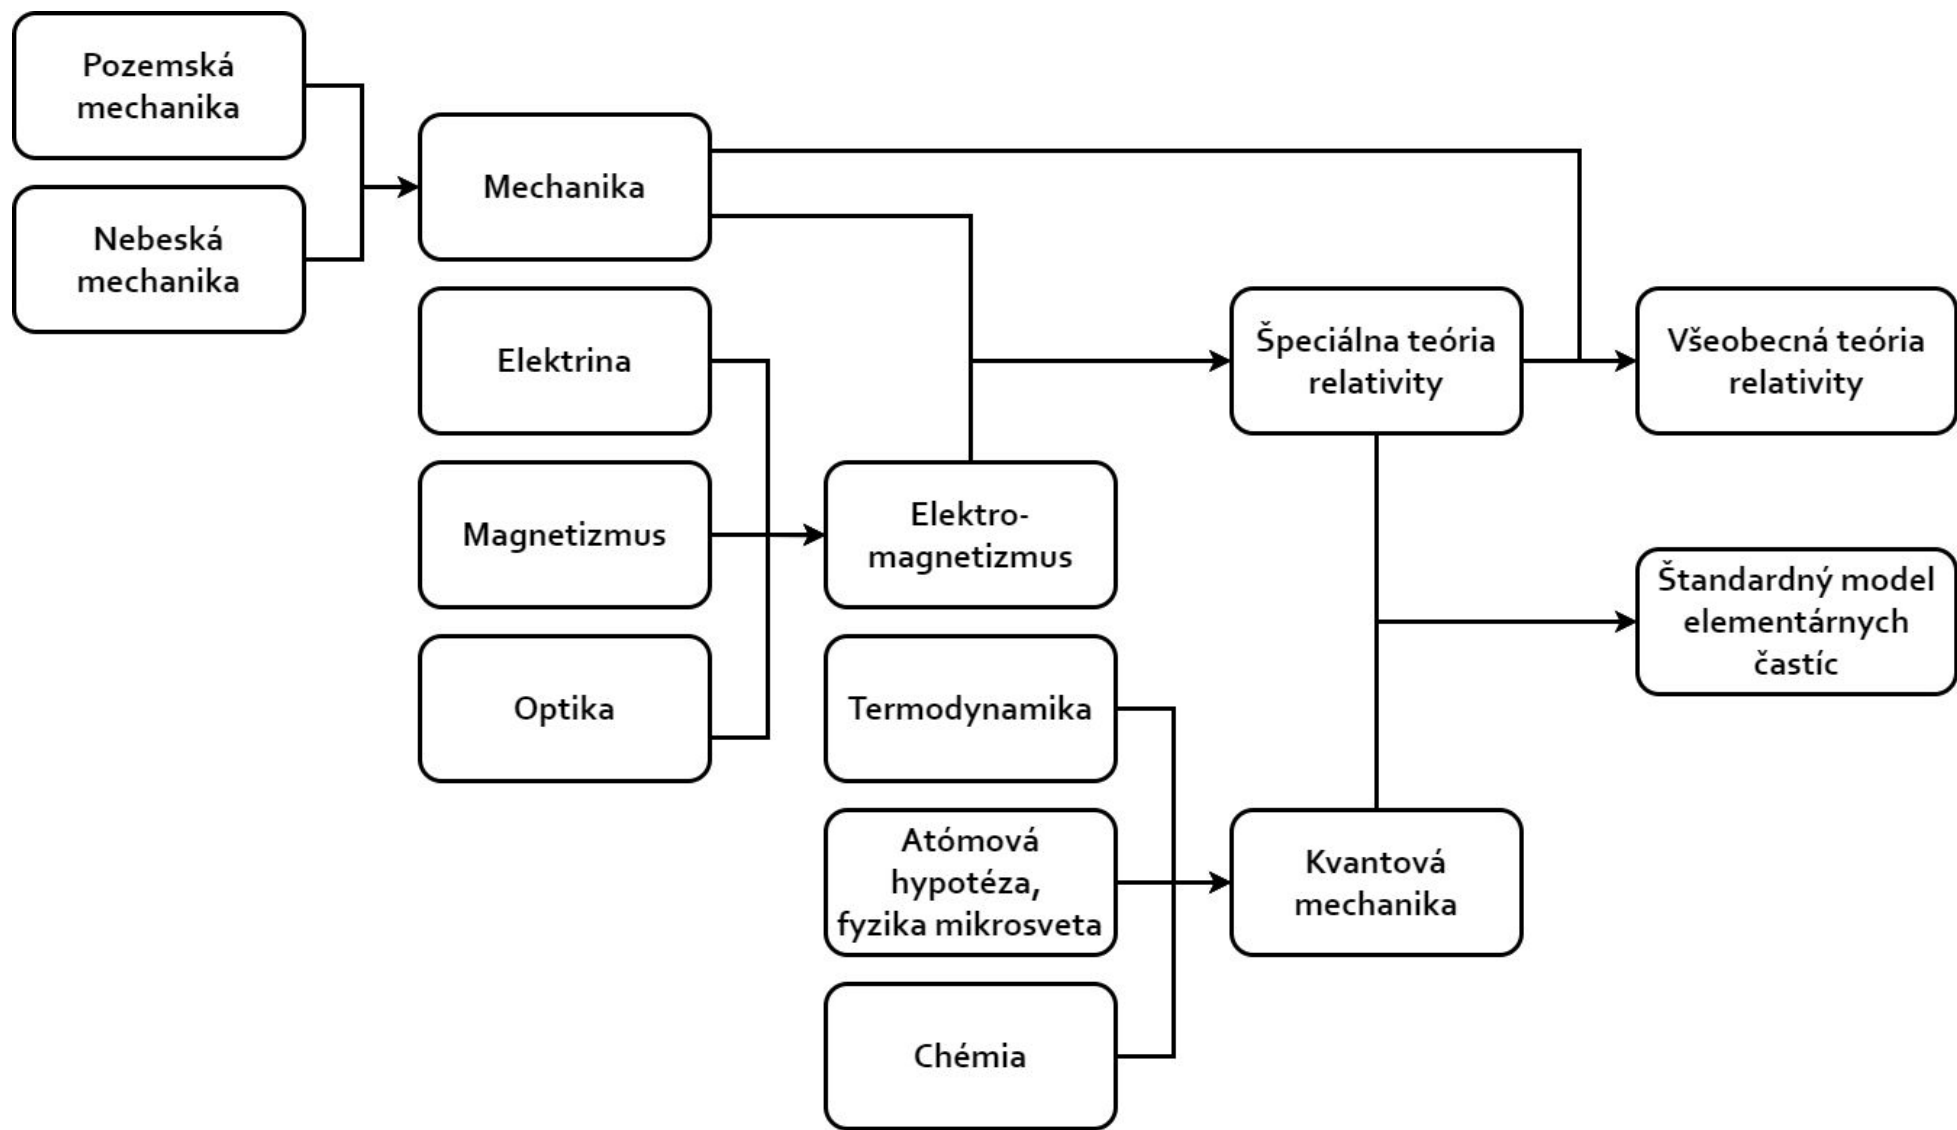 Pozemská
mechanika
Nebeská
mechanika
Mechanika
Elektrina
Magnetizmus
Optika
Elektro-
magnetizmus
Termodynamika
Atómová
hypotéza,
fyzika mikrosveta
Chémia
Špeciálna teória
relativity
Kvantová
mechanika
Všeobecná teória
relativity
Štandardný model
elementárnych
častíc